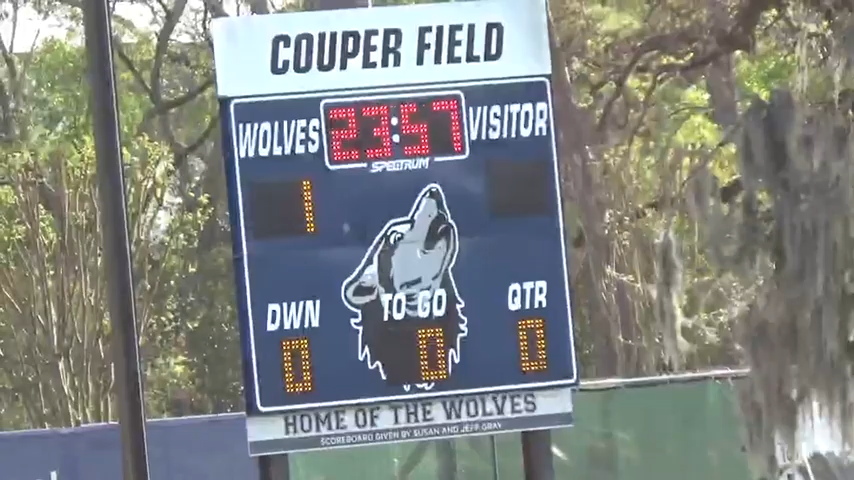 COUPER FIELD
WOLVES 23:57 VISITOR
SPECTRUM
1
DWN TO GO QTR
0 0 0
HOME OF THE WOLVES
SCOREBOARD GIVEN BY SUSAN AND JEFF GRAY